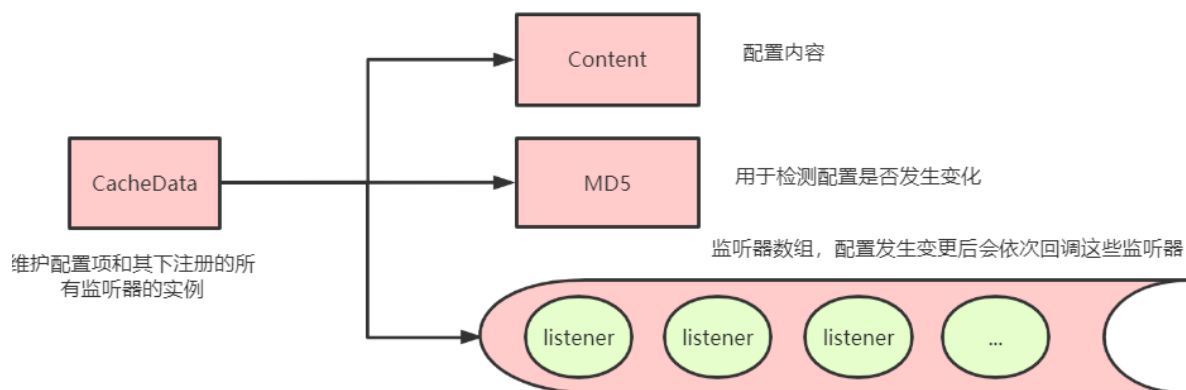 Content
配置内容
CacheData
MD5
用于检测配置是否发生变化
维护配置项和其下注册的所
有监听器的实例
监听器数组，配置发生变更后会依次回调这些监听器
listener
listener
listener
...